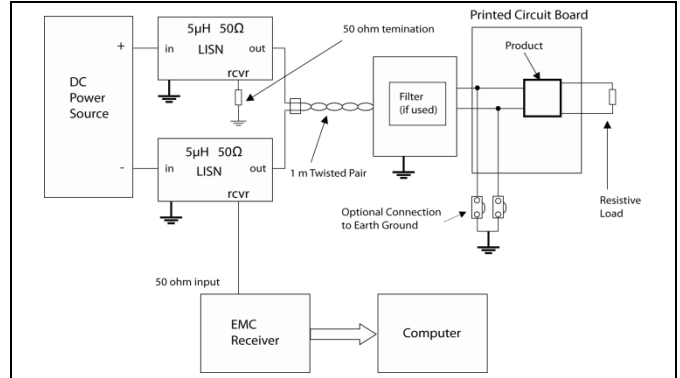 Printed Circuit Board
5µH 50Ω
LISN
in
out
rcvr
50 ohm temination
Product
+
DC
Power
Source
-
Filter
(if used)
5µH 50Ω
LISN
in
out
rcvr
1 m Twisted Pair
Optional Connection
to Earth Ground
Resistive
Load
50 ohm input
EMC
Receiver
Computer